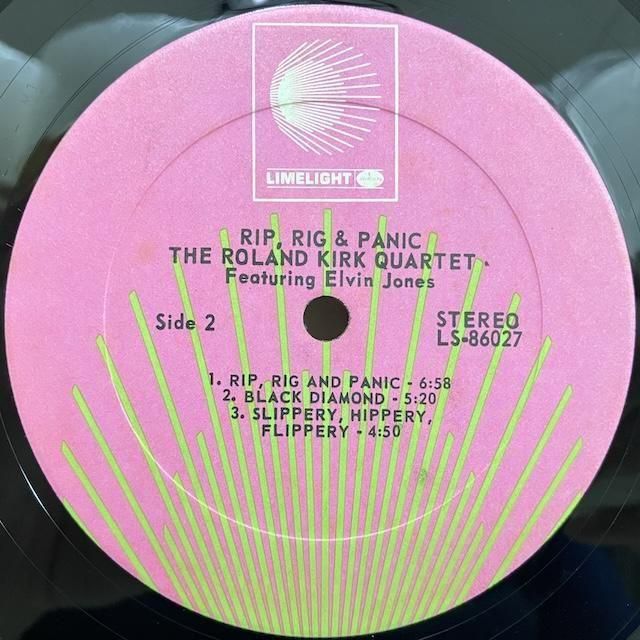 LIMELIGHT
RIP, RIG & PANIC
THE ROLAND KIRK QUARTET
Featuring Elvin Jones
Side 2
STEREO
LS-86027
1. RIP, RIG AND PANIC - 6:58
2. BLACK DIAMOND - 5:20
3. SLIPPERY, HIPPERY,
FLIPPERY - 4:50